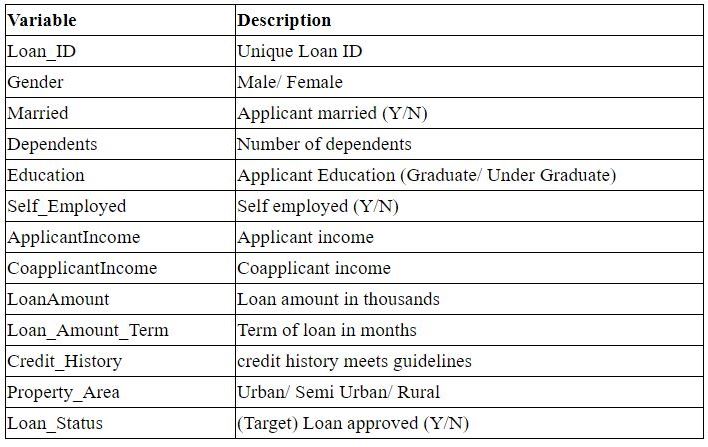 Variable Description
Loan_ID Unique Loan ID
Gender Male/ Female
Married Applicant married (Y/N)
Dependents Number of dependents
Education Applicant Education (Graduate/ Under Graduate)
Self_Employed Self employed (Y/N)
ApplicantIncome Applicant income
CoapplicantIncome Coapplicant income
LoanAmount Loan amount in thousands
Loan_Amount_Term Term of loan in months
Credit_History credit history meets guidelines
Property_Area Urban/ Semi Urban/ Rural
Loan_Status (Target) Loan approved (Y/N)